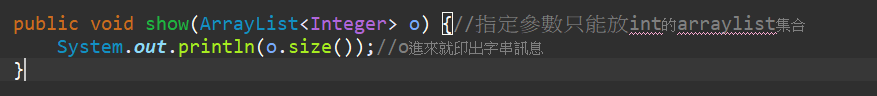 public void show(ArrayList<Integer> o) {//指定參數只能放int的arraylist集合
System.out.println(o.size());//o進來就印出字串訊息
}